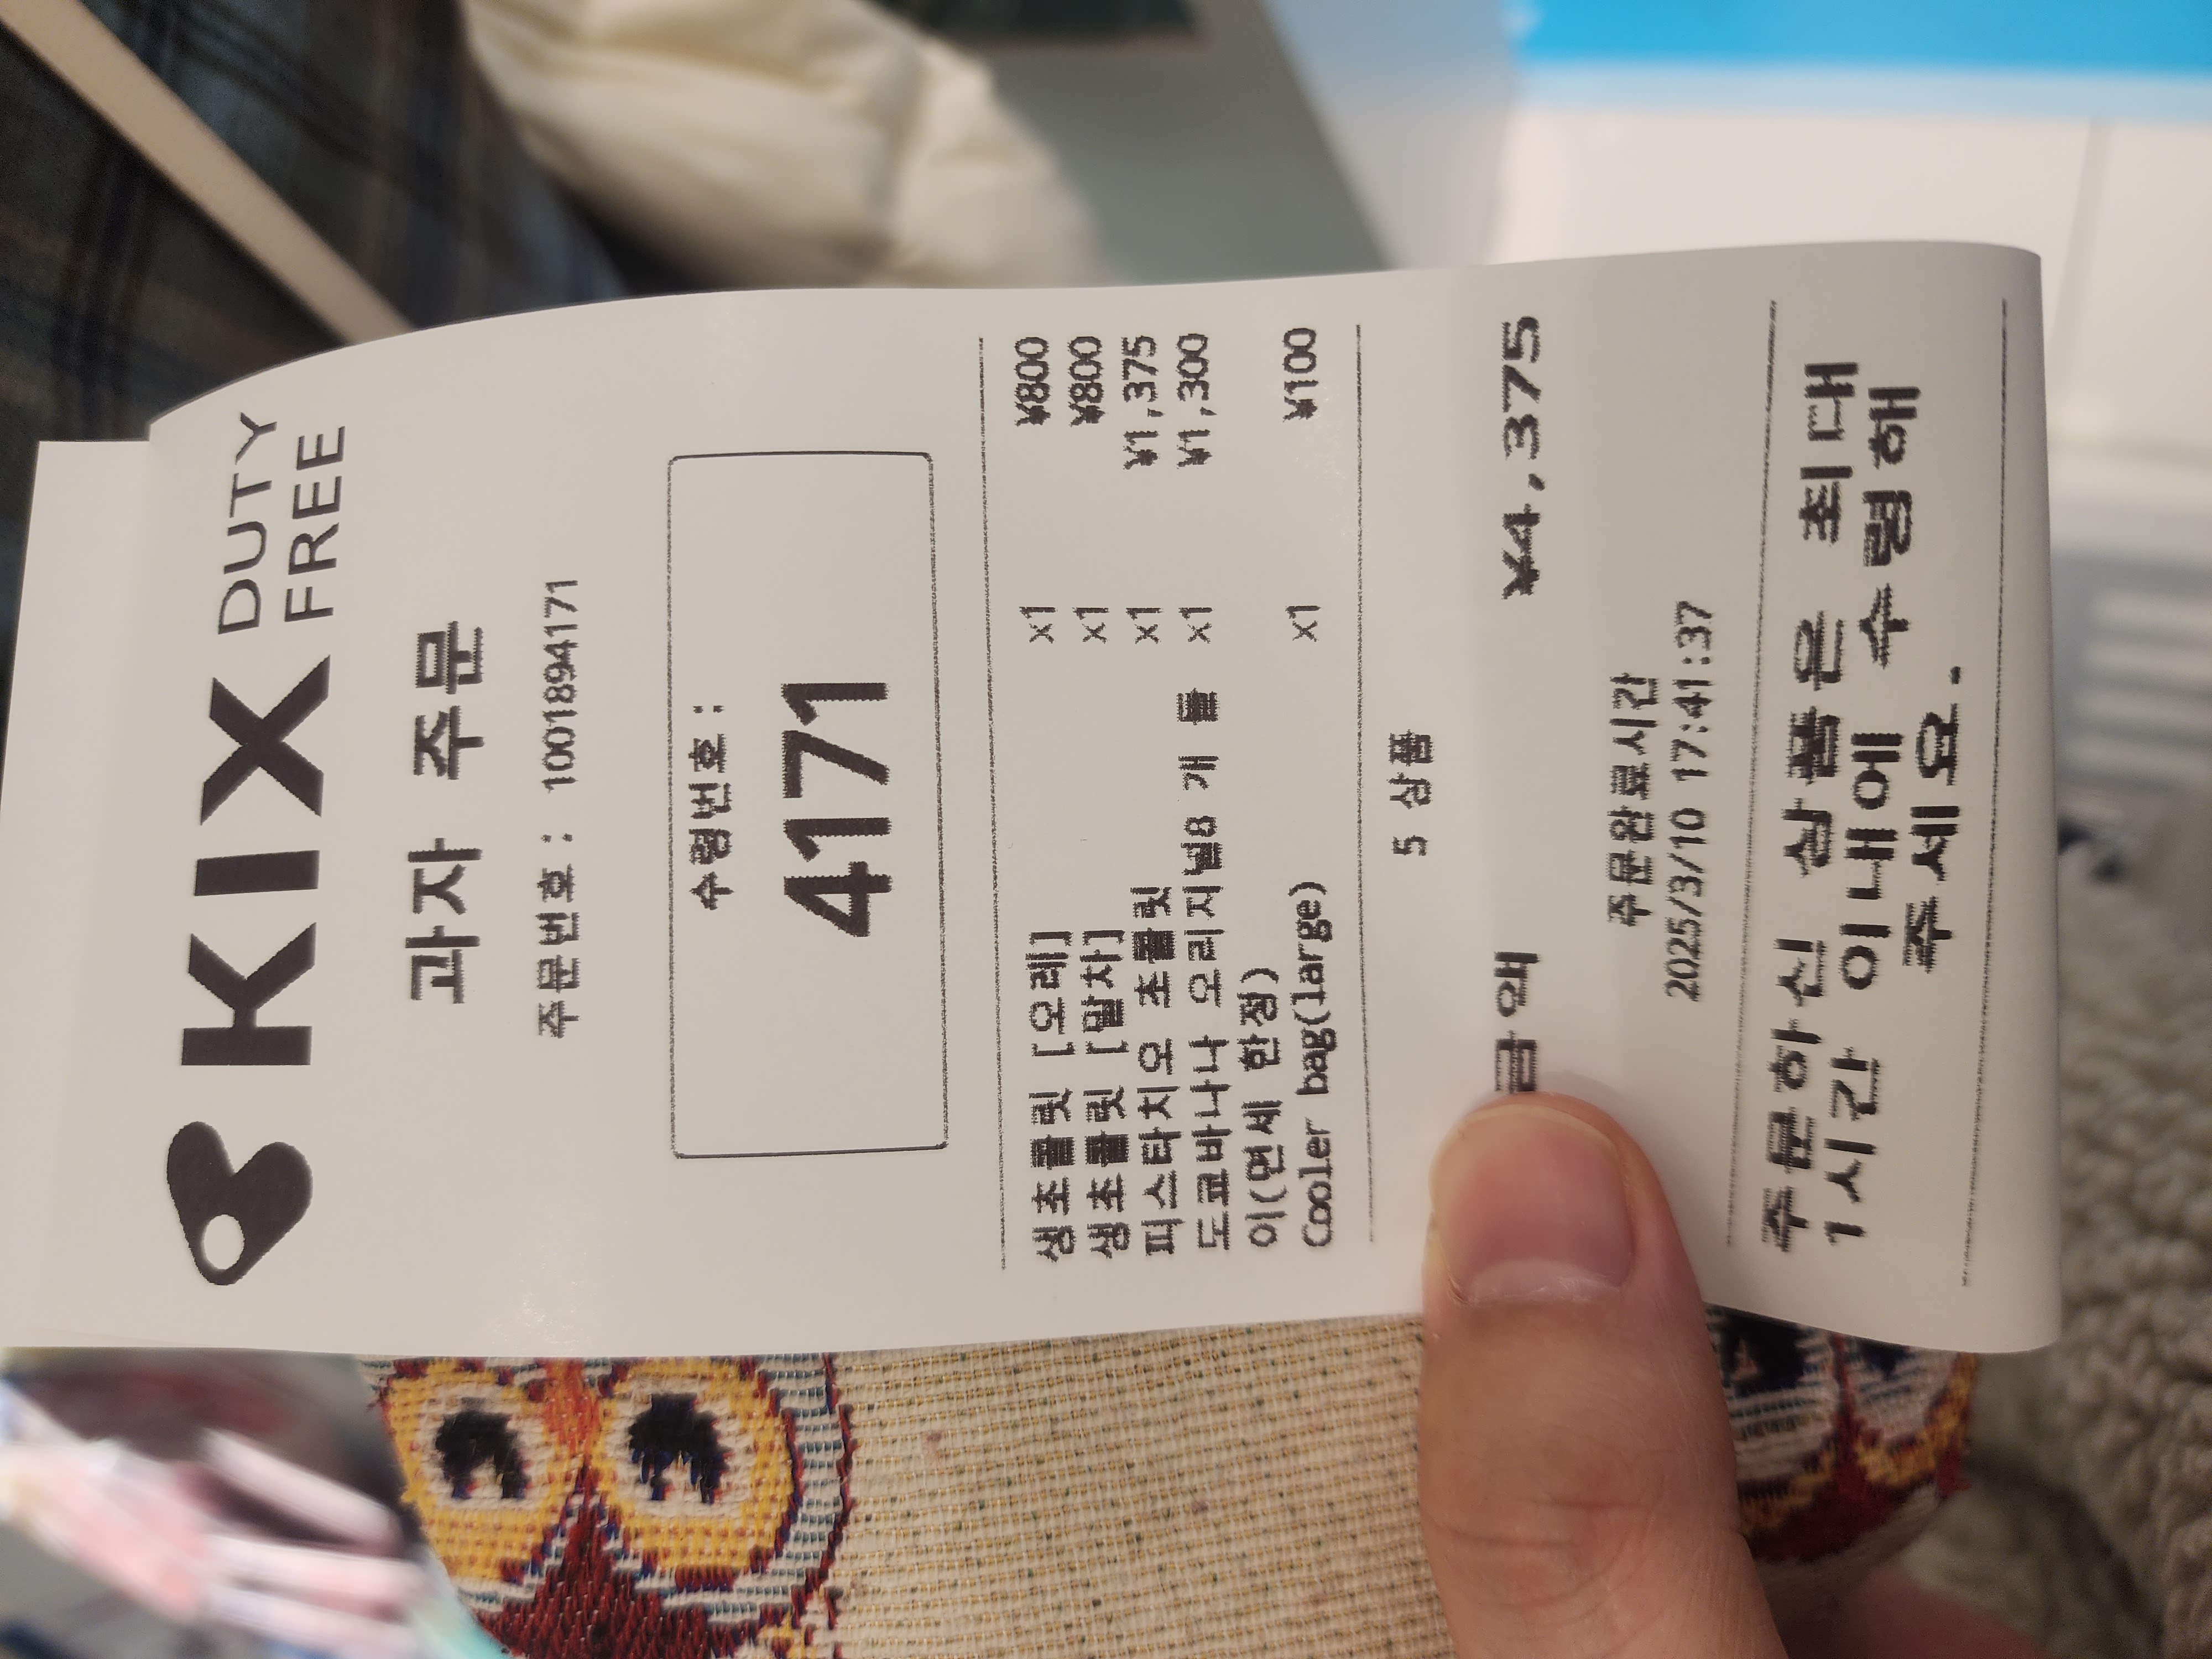 KIX DUTY FREE
과자 주문
주문번호 : 1001894171
수령번호 :
4171
생초콜릿 [오레] x1 ¥800
생초콜릿 [말차] x1 ¥800
피스타치오 초콜릿 x1 ¥1,375
도쿄바나나 오리지널8 개 들 x1 ¥1,300
이(면세 한정)
Cooler bag(large) x1 ¥100
5 상품
금액 ¥4,375
주문완료시간
2025/3/10 17:41:37
주문하신 상품은 최대
1시간 이내에 수령해
주세요.